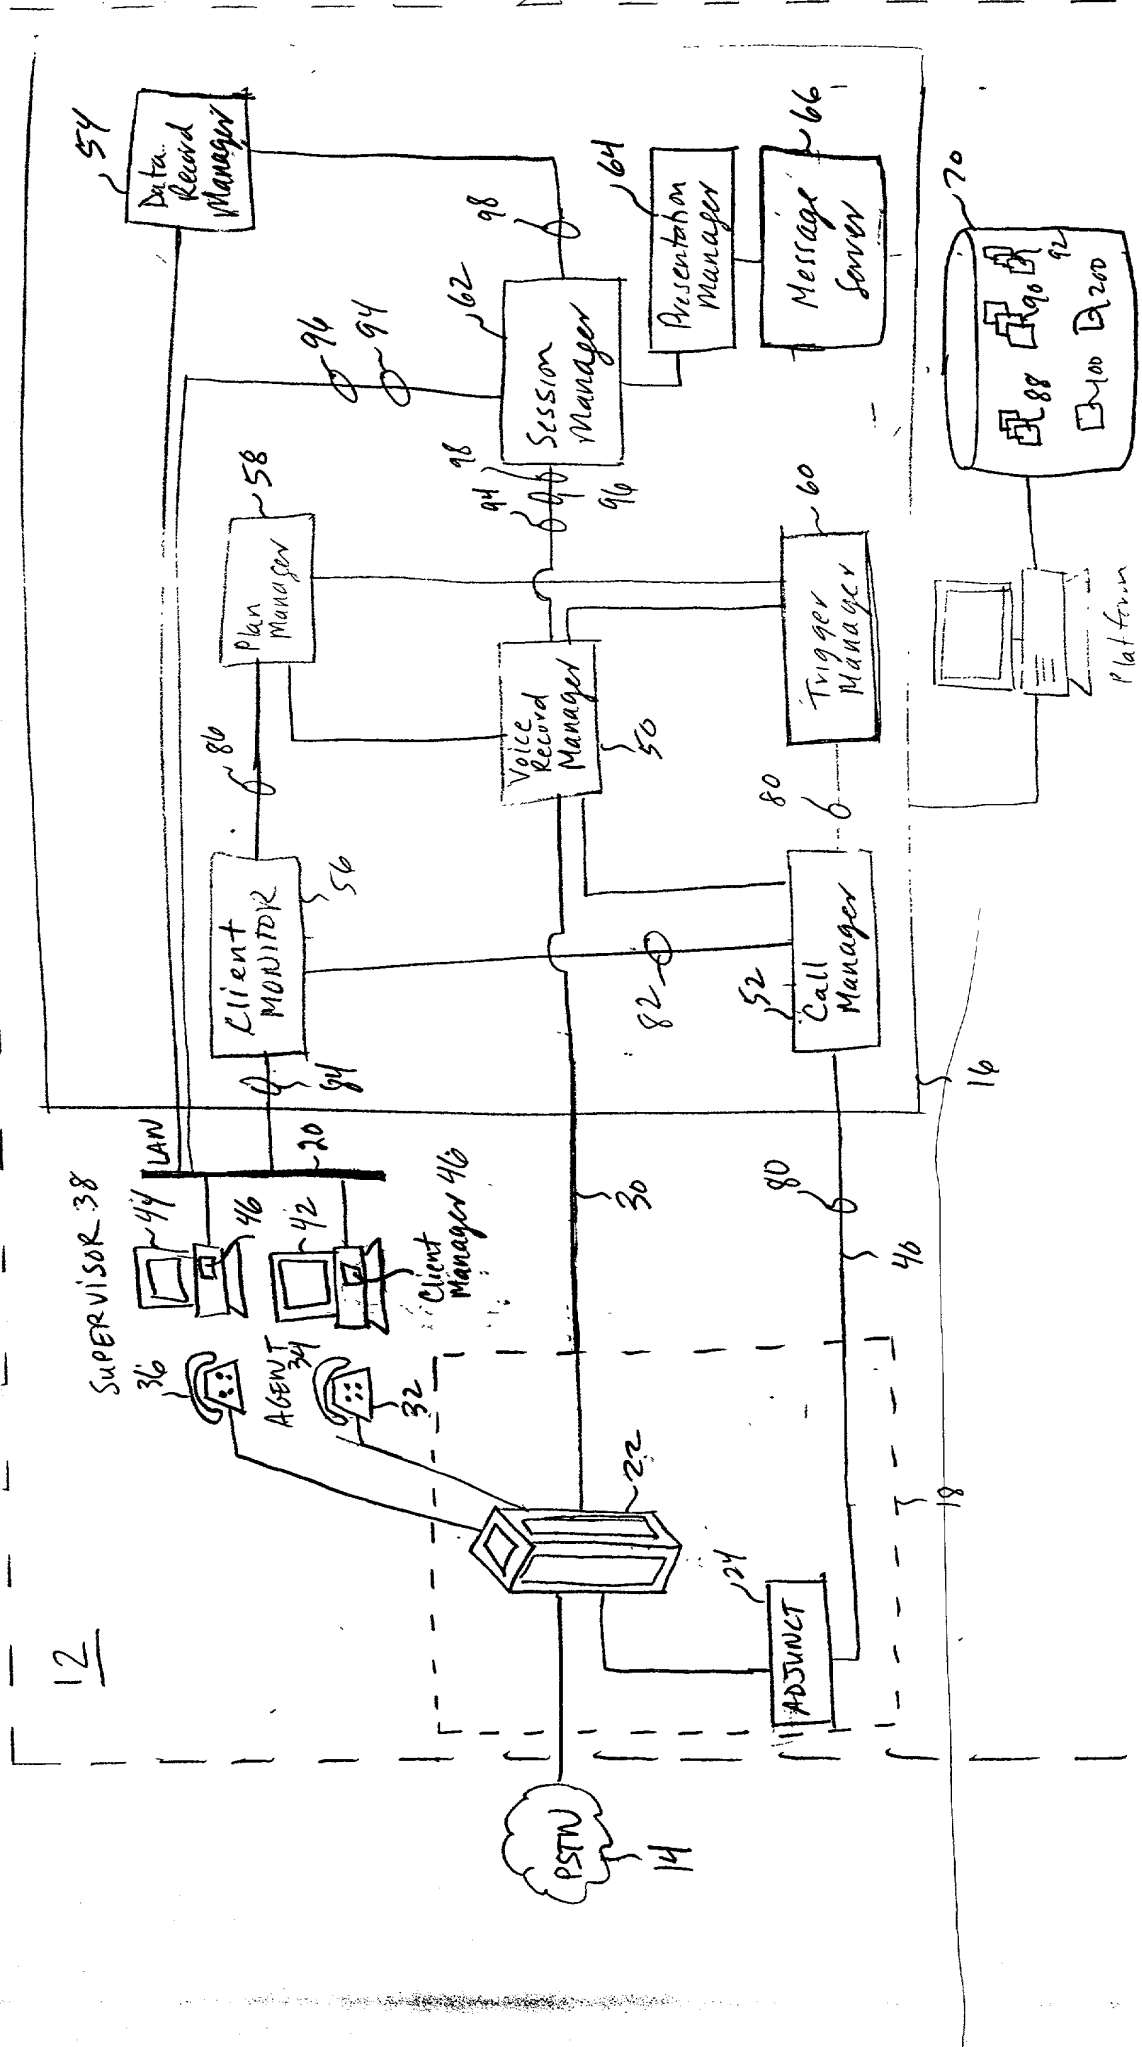 12
SUPERVISOR 38
36
44
46
LAN
AGENT
34
32
42
20
Client
Manager 46
84
Client
MONITOR
56
86
Plan
Manager
58
96
94
Data
Record
Manager
54
PSTN
14
22
30
Voice
Record
Manager
50
94
98
96
Session
Manager
62
98
Presentation
Manager
64
Message
Server
66
ADJUNCT
24
18
40
80
82
52
Call
Manager
80
Trigger
Manager
60
16
Platform
70
88
90
92
100
200